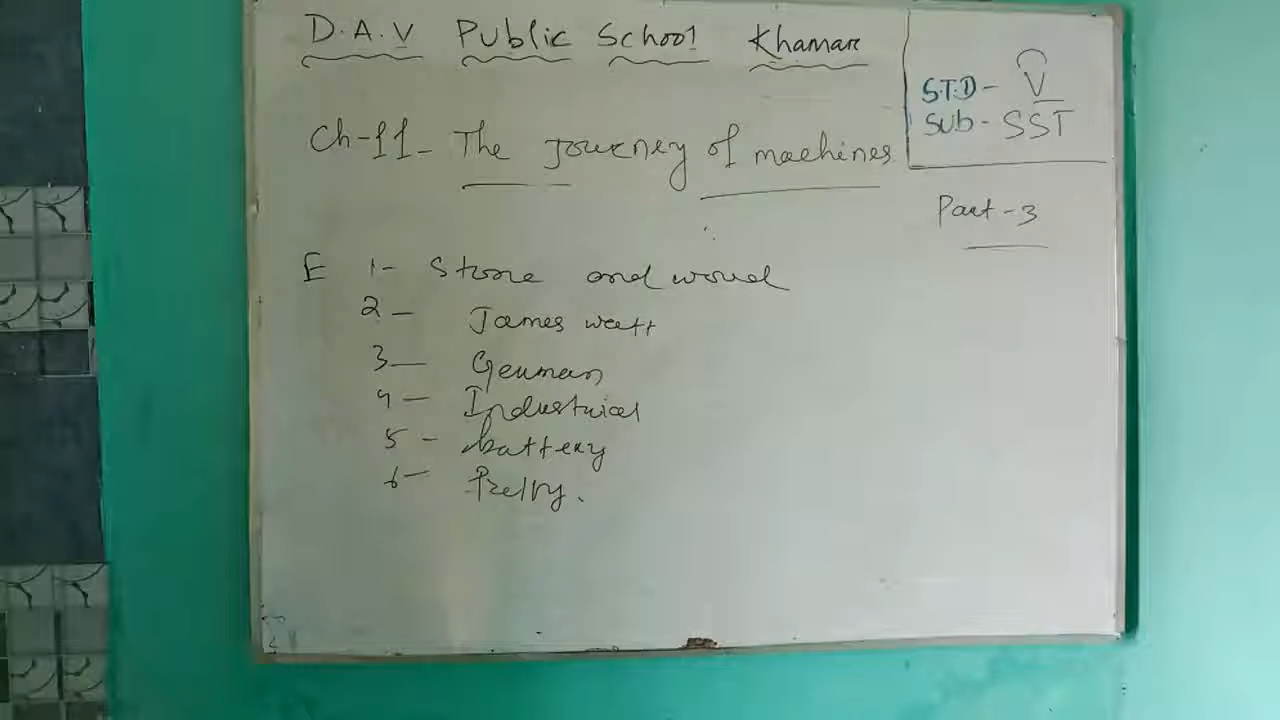 D.A.V Public School Khamar
STD - V
Sub - SST
Ch-11- The Journey of machines
Part - 3
E 1- Stone and wood
2 - James watt
3 - German
4 - Industrial
5 - battery
6 -